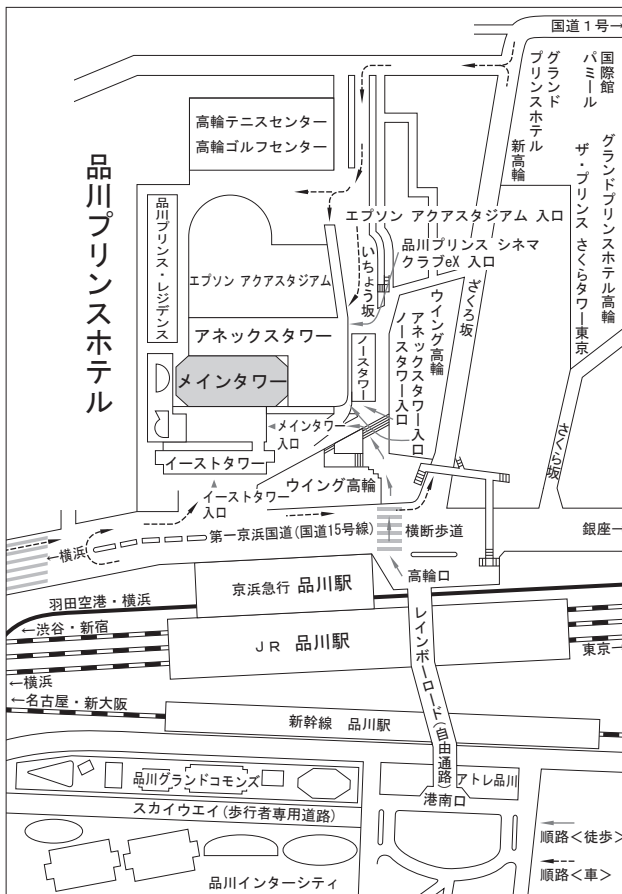 国道1号→
国際館
パミール
グランド
プリンスホテル
新高輪
グランドプリンスホテル高輪
ザ・プリンス さくらタワー東京
高輪テニスセンター
高輪ゴルフセンター
品川プリンスホテル
品川プリンス・レジデンス
エプソン アクアスタジアム 入口
品川プリンス シネマ
クラブeX 入口
いちょう坂
エプソン アクアスタジアム
アネックスタワー
ノースタワー
ウイング高輪
アネックスタワー入口
ノースタワー入口
ざくろ坂
さくら坂
メインタワー
←メインタワー
入口
イーストタワー
イーストタワー
入口
ウイング高輪
第一京浜国道(国道15号線)
横断歩道
銀座→
←横浜
高輪口
京浜急行 品川駅
羽田空港・横浜
←渋谷・新宿
JR 品川駅
東京→
←横浜
←名古屋・新大阪
新幹線 品川駅
レインボーロード(自由通路)
品川グランドコモンズ
アトレ品川
港南口
スカイウエイ(歩行者専用道路)
品川インターシティ
順路<徒歩>
順路<車>